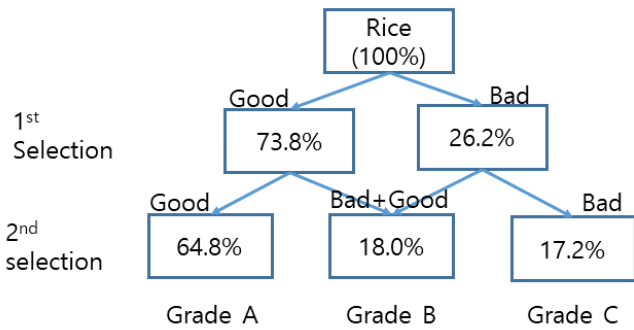 Rice
(100%)
Good
Bad
1st
Selection
73.8%
26.2%
Good
Bad+Good
Bad
2nd
selection
64.8%
18.0%
17.2%
Grade A
Grade B
Grade C